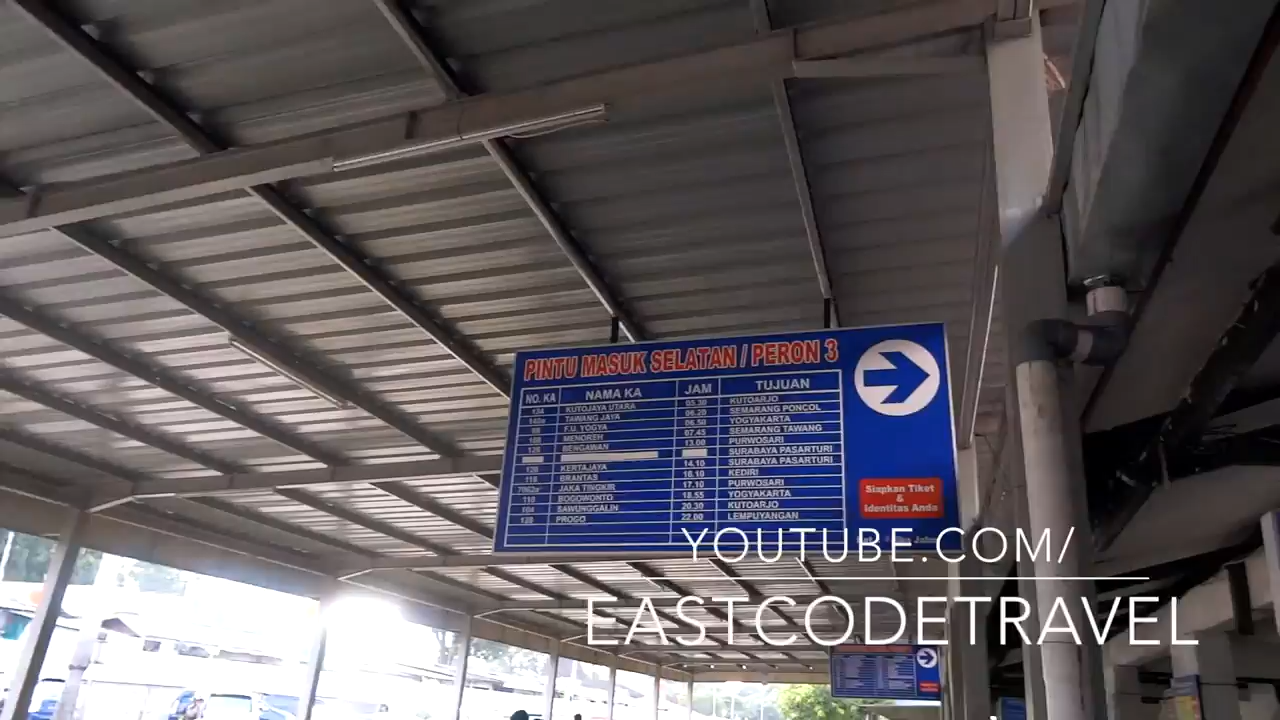 PINTU MASUK SELATAN / PERON 3
NO. KA NAMA KA JAM TUJUAN
134 KUTOJAYA UTARA 05.30 KUTOARJO
TAWANG JAYA 06.20 SEMARANG PONCOL
F.U. YOGYA 06.50 YOGYAKARTA
MENOREH 07.45 SEMARANG TAWANG
BENGAWAN 13.00 PURWOSARI
SURABAYA PASARTURI
KERTAJAYA 14.10 SURABAYA PASARTURI
BRANTAS 16.10 KEDIRI
JAKA TINGKIR 17.10 PURWOSARI
110 BOGOWONTO 18.55 YOGYAKARTA
104 SAWUNGGALIH 20.30 KUTOARJO
PROGO 22.00 LEMPUYANGAN
Siapkan Tiket
&
Identitas Anda
YOUTUBE.COM/
EASTCODETRAVEL